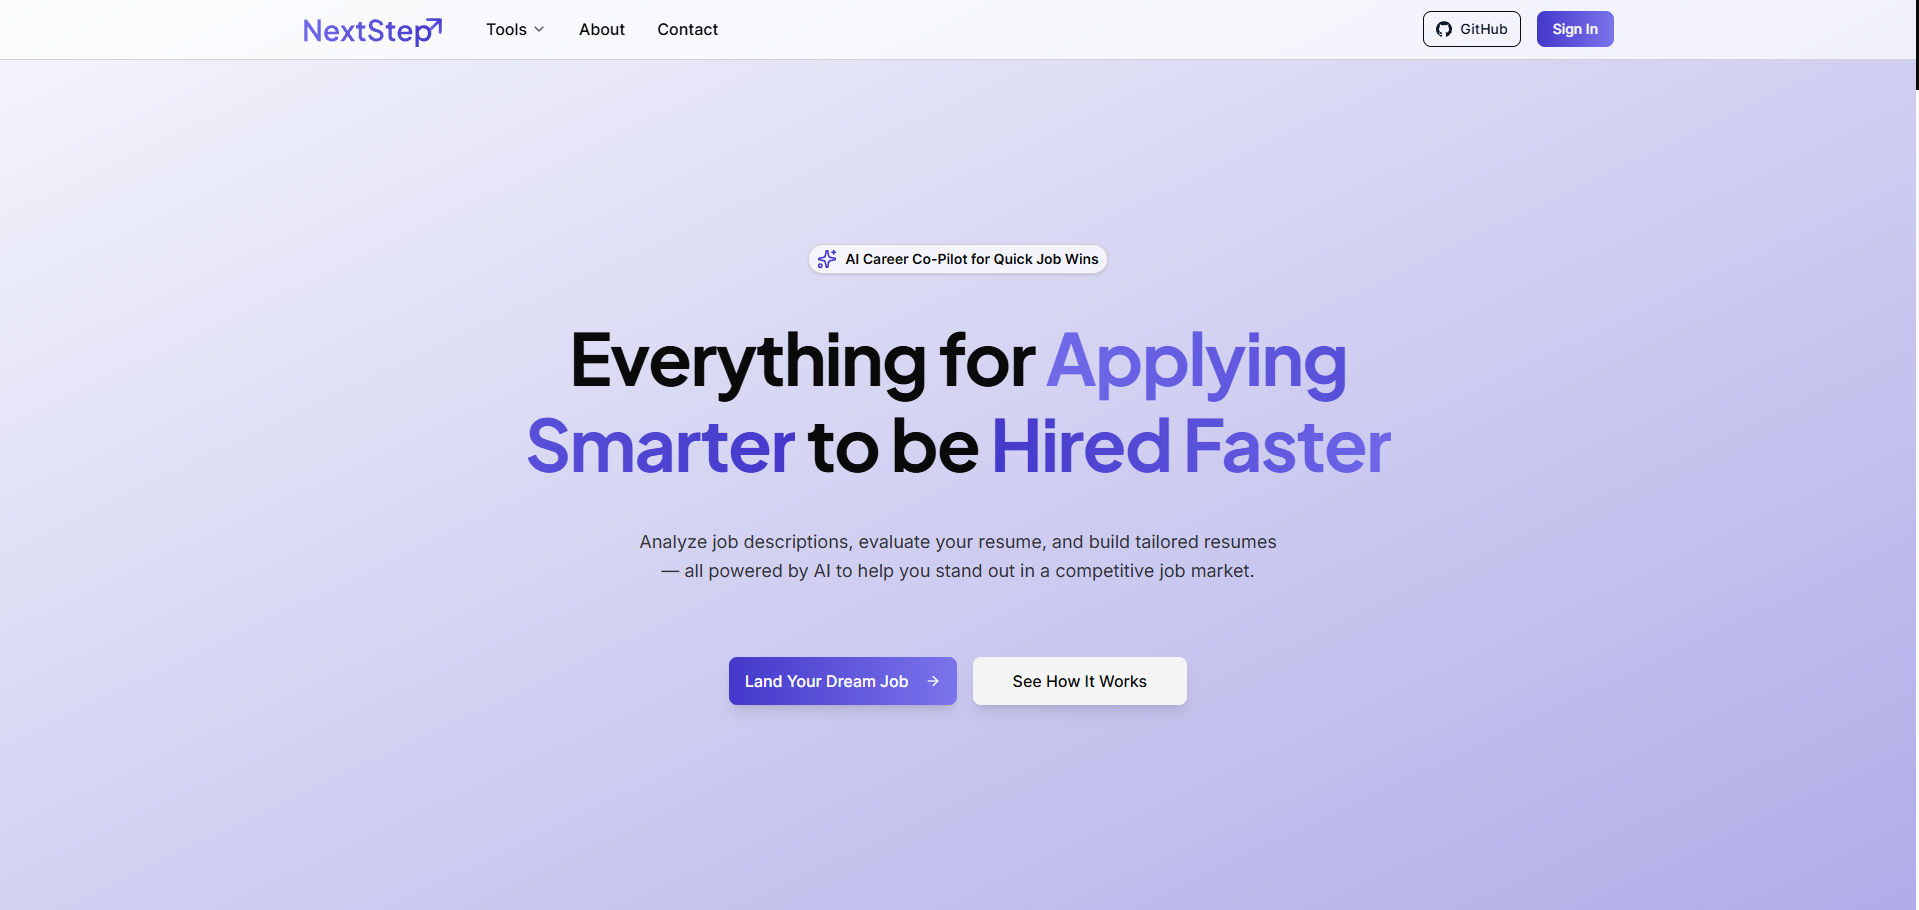 NextStep
Tools
About
Contact
GitHub
Sign In
AI Career Co-Pilot for Quick Job Wins
Everything for Applying
Smarter to be Hired Faster
Analyze job descriptions, evaluate your resume, and build tailored resumes
— all powered by AI to help you stand out in a competitive job market.
Land Your Dream Job
See How It Works